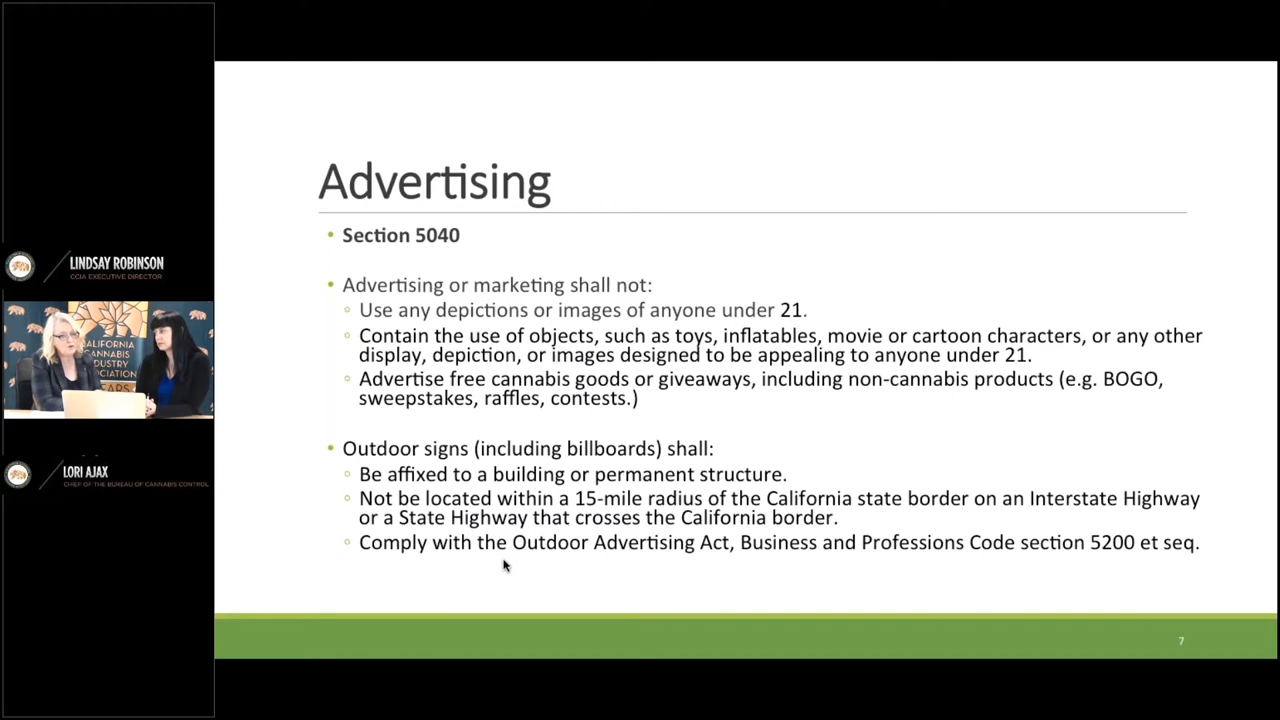 Advertising
• Section 5040
• Advertising or marketing shall not:
◦ Use any depictions or images of anyone under 21.
◦ Contain the use of objects, such as toys, inflatables, movie or cartoon characters, or any other
display, depiction, or images designed to be appealing to anyone under 21.
◦ Advertise free cannabis goods or giveaways, including non-cannabis products (e.g. BOGO,
sweepstakes, raffles, contests.)
• Outdoor signs (including billboards) shall:
◦ Be affixed to a building or permanent structure.
◦ Not be located within a 15-mile radius of the California state border on an Interstate Highway
or a State Highway that crosses the California border.
◦ Comply with the Outdoor Advertising Act, Business and Professions Code section 5200 et seq.
7
LINDSAY ROBINSON
CCIA EXECUTIVE DIRECTOR
CALIFORNIA
CANNABIS
LORI AJAX
CHIEF OF THE BUREAU OF CANNABIS CONTROL